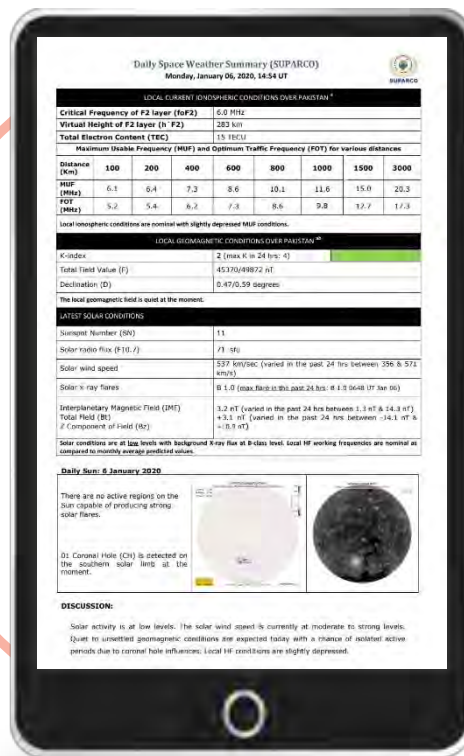 Daily Space Weather Summary (SUPARCO)
Monday, January 06, 2020, 14:54 UT
SUPARCO
LOCAL CURRENT IONOSPHERIC CONDITIONS OVER PAKISTAN
Critical Frequency of F2 layer (foF2) 6.0 MHz
Virtual Height of F2 layer (h`F2) 283 km
Total Electron Content (TEC) 15 TECU
Maximum Usable Frequency (MUF) and Optimum Traffic Frequency (FOT) for various distances
Distance (Km) 100 200 400 600 800 1000 1500 3000
MUF (MHz) 6.1 6.4 7.3 8.6 10.1 11.6 15.0 20.3
FOT (MHz) 5.2 5.4 6.2 7.3 8.6 9.8 12.7 17.3
Local ionospheric conditions are nominal with slightly depressed MUF conditions.
LOCAL GEOMAGNETIC CONDITIONS OVER PAKISTAN
K-index 2 (max K in 24 hrs: 4)
Total Field Value (F) 45370/49872 nT
Declination (D) 0.47/0.59 degrees
The local geomagnetic field is quiet at the moment.
LATEST SOLAR CONDITIONS
Sunspot Number (SN) 11
Solar radio flux (F10.7) 71 sfu
Solar wind speed 537 km/sec (varied in the past 24 hrs between 356 & 571
km/s)
Solar x-ray flares B 1.0 (max flare in the past 24 hrs: B 1.0 0648 UT Jan 06)
Interplanetary Magnetic Field (IMF)
Total Field (Bt) 3.2 nT (varied in the past 24 hrs between 1.3 nT & 14.8 nT)
Z Component of Field (Bz) +3.1 nT (varied in the past 24 hrs between -14.1 nT &
Solar conditions are at low levels with background X-ray flux at B-class level. Local HF working frequencies are nominal as
compared to monthly average predicted values.
Daily Sun: 6 January 2020
There are no active regions on the
Sun capable of producing strong
solar flares.
01 Coronal Hole (CH) is detected on
the southern solar limb at the
moment.
DISCUSSION:
Solar activity is at low levels. The solar wind speed is currently at moderate to strong levels.
Quiet to unsettled geomagnetic conditions are expected today with a chance of isolated active
periods due to coronal hole influences. Local HF conditions are slightly depressed.